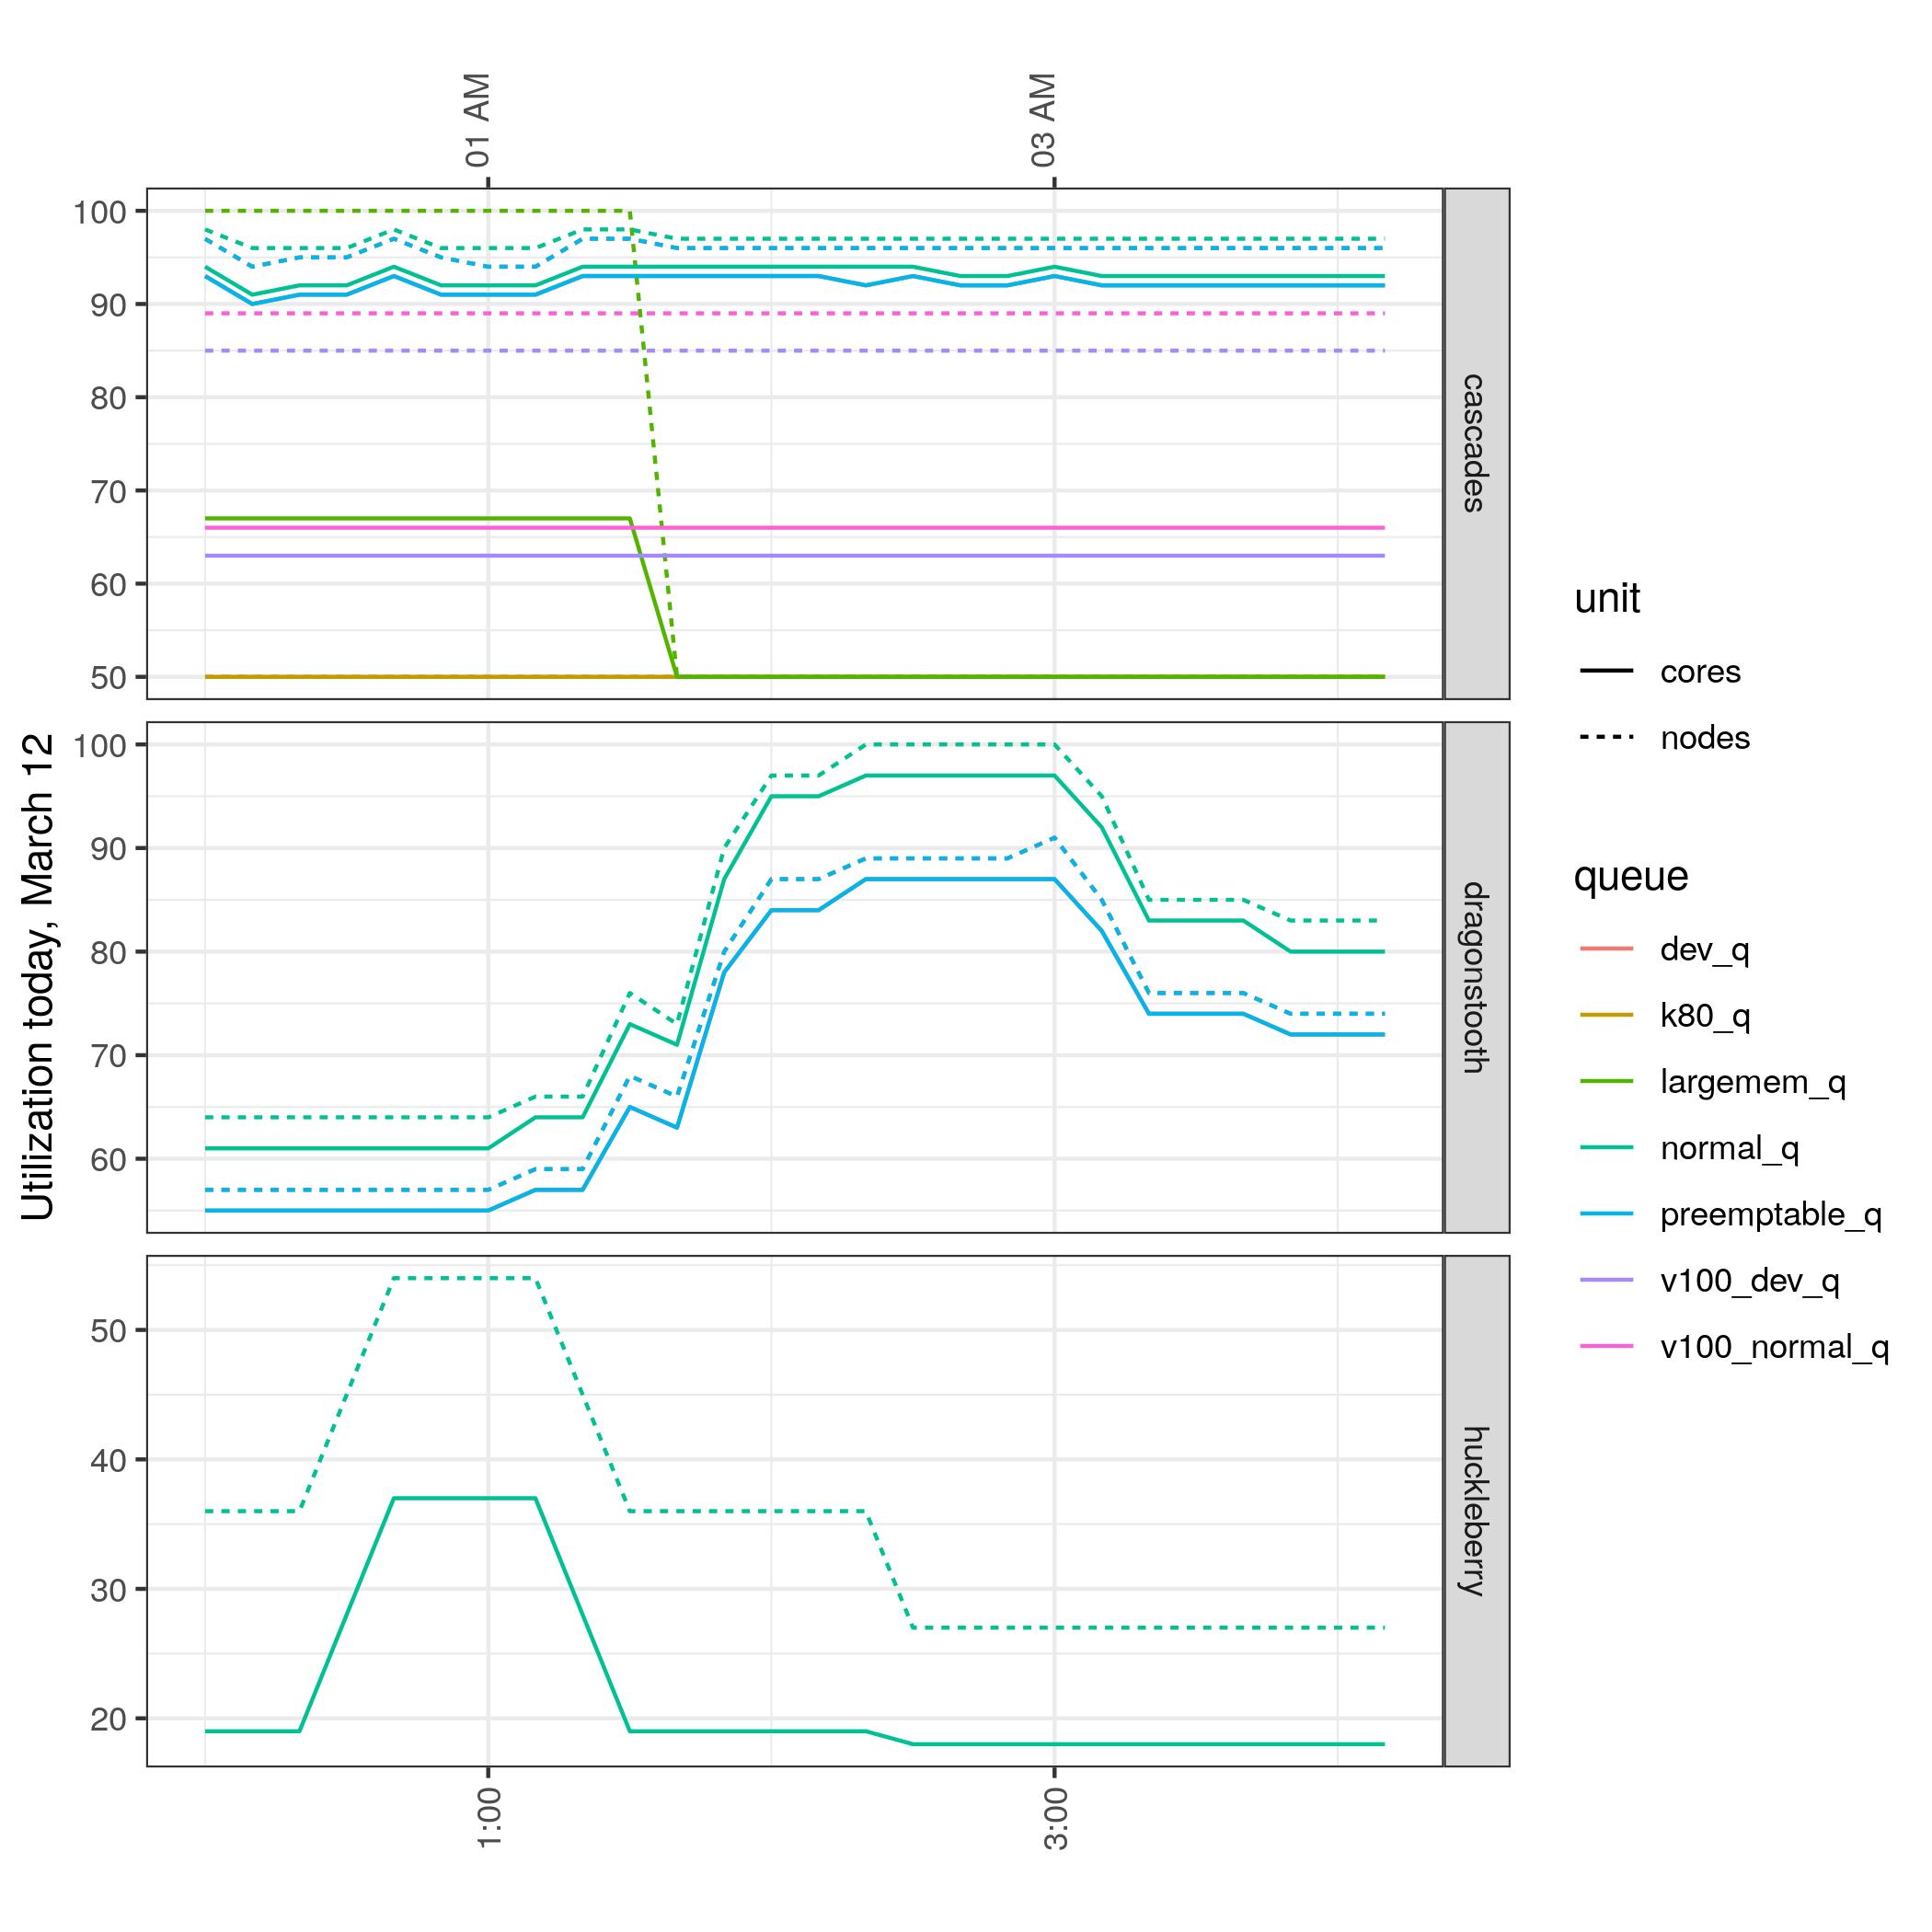 01 AM
03 AM
100
90
80
70
60
50
cascades
Utilization today, March 12
100
90
80
70
60
dragonstooth
50
40
30
20
huckleberry
1:00
3:00
unit
cores
nodes
queue
dev_q
k80_q
largemem_q
normal_q
preemptable_q
v100_dev_q
v100_normal_q